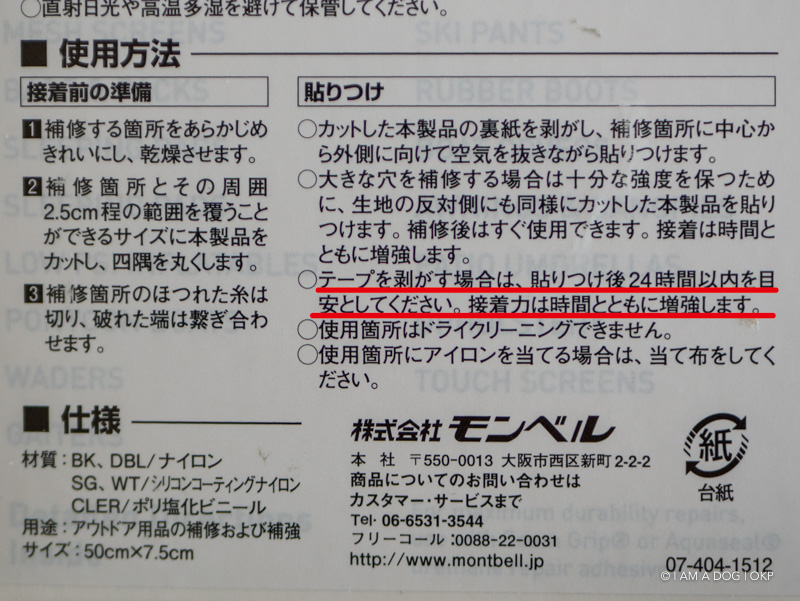 ○直射日光や高温多湿を避けて保管してください。
■使用方法
接着前の準備
1 補修する箇所をあらかじめ
きれいにし、乾燥させます。
2 補修箇所とその周囲
2.5cm程の範囲を覆うこと
ができるサイズに本製品を
カットし、四隅を丸くします。
3 補修箇所のほつれた糸は
切り、破れた端は繋ぎ合わ
せます。
貼りつけ
○カットした本製品の裏紙を剥がし、補修箇所に中心か
ら外側に向けて空気を抜きながら貼りつけます。
○大きな穴を補修する場合は十分な強度を保つため
に、生地の反対側にも同様にカットした本製品を貼り
つけます。補修後はすぐ使用できます。接着は時間と
ともに増強します。
○テープを剥がす場合は、貼りつけ後24時間以内を目
安としてください。接着力は時間とともに増強します。
○使用箇所はドライクリーニングできません。
○使用箇所にアイロンを当てる場合は、当て布をしてく
ださい。
■仕様
材質：BK、DBL/ナイロン
SG、WT/シリコンコーティングナイロン
CLER/ポリ塩化ビニール
用途：アウトドア用品の補修および補強
サイズ：50cm×7.5cm
株式会社モンベル
本 社 〒550-0013 大阪市西区新町2-2-2
商品についてのお問い合わせは
カスタマー・サービスまで
Tel・06-6531-3544
フリーコール：0088-22-0031
http://www.montbell.jp
紙
台紙
07-404-1512
MESH SCREENS
SKI PANTS
RUBBER BOOTS
WADERS
TOUCH SCREENS
GAITERS
For maximum durability repairs,
© I AM A DOG | OKP